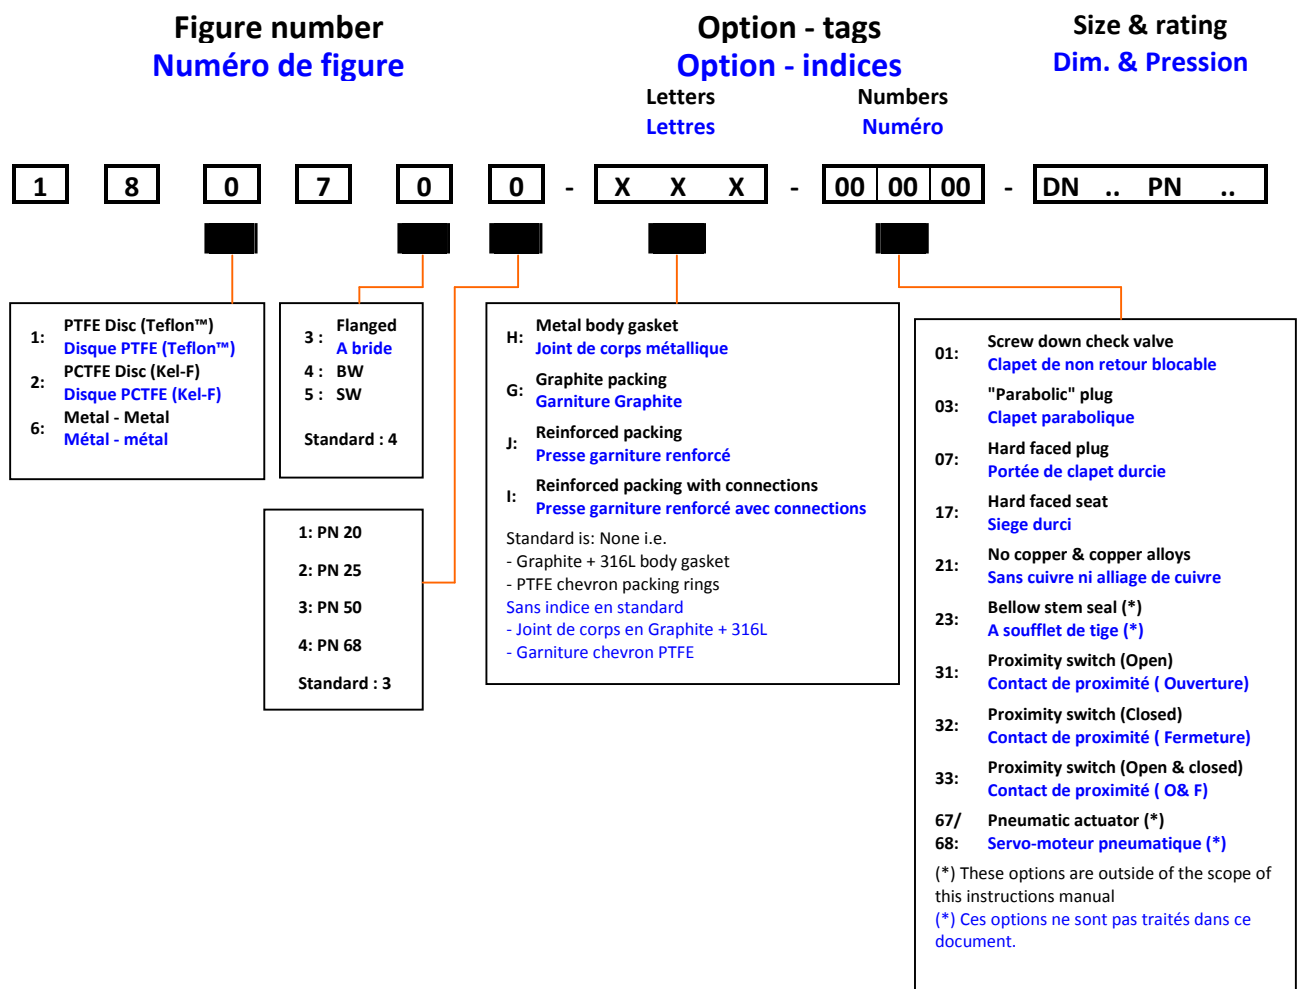 Figure number
Numéro de figure
Option - tags
Option - indices
Size & rating
Dim. & Pression
Letters
Lettres
Numbers
Numéro
1 8 0 7 0 0 - X X X - 00 00 00 - DN .. PN ..
1: PTFE Disc (Teflon™)
Disque PTFE (Teflon™)
2: PCTFE Disc (Kel-F)
Disque PCTFE (Kel-F)
6: Metal - Metal
Métal - métal
3 : Flanged
A bride
4 : BW
5 : SW
Standard : 4
1: PN 20
2: PN 25
3: PN 50
4: PN 68
Standard : 3
H: Metal body gasket
Joint de corps métallique
G: Graphite packing
Garniture Graphite
J: Reinforced packing
Presse garniture renforcé
I: Reinforced packing with connections
Presse garniture renforcé avec connections
Standard is: None i.e.
- Graphite + 316L body gasket
- PTFE chevron packing rings
Sans indice en standard
- Joint de corps en Graphite + 316L
- Garniture chevron PTFE
01: Screw down check valve
Clapet de non retour blocable
03: "Parabolic" plug
Clapet parabolique
07: Hard faced plug
Portée de clapet durcie
17: Hard faced seat
Siege durci
21: No copper & copper alloys
Sans cuivre ni alliage de cuivre
23: Bellow stem seal (*)
A soufflet de tige (*)
31: Proximity switch (Open)
Contact de proximité ( Ouverture)
32: Proximity switch (Closed)
Contact de proximité ( Fermeture)
33: Proximity switch (Open & closed)
Contact de proximité ( O& F)
67/ Pneumatic actuator (*)
68: Servo-moteur pneumatique (*)
(*) These options are outside of the scope of
this instructions manual
(*) Ces options ne sont pas traités dans ce
document.